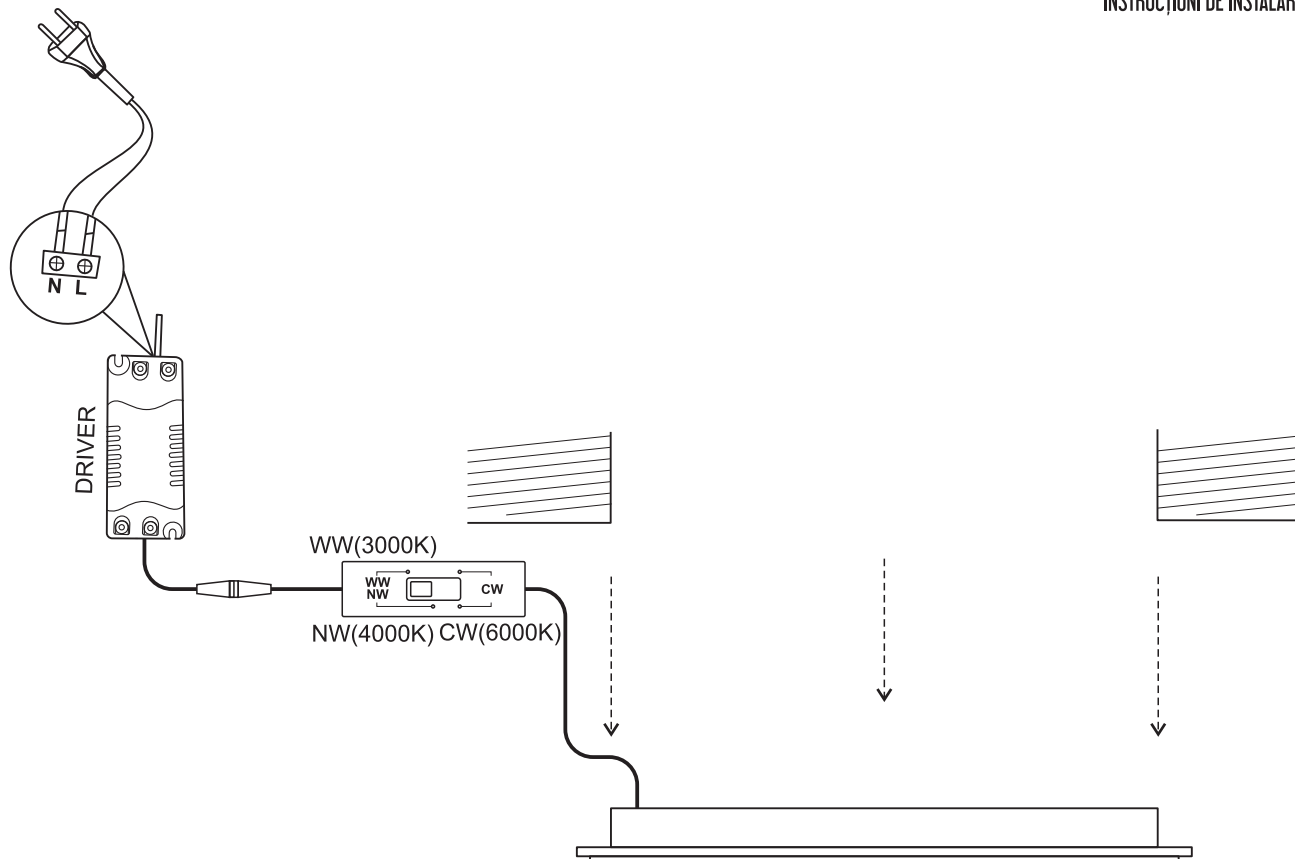 INSTRUCȚIUNI DE INSTALAR
N L
DRIVER
WW(3000K)
WW
NW
CW
NW(4000K) CW(6000K)